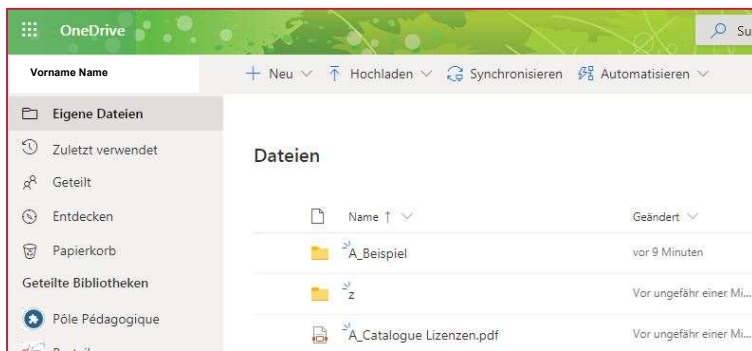 OneDrive
Su
Vorname Name
Neu Hochladen Synchronisieren Automatisieren
Eigene Dateien
Zuletzt verwendet
Geteilt
Entdecken
Papierkorb
Geteilte Bibliotheken
Pôle Pédagogique
Dateien
Name ↑ Geändert
A_Beispiel vor 9 Minuten
z Vor ungefähr einer Mi...
A_Catalogue Lizenzen.pdf Vor ungefähr einer Mi...